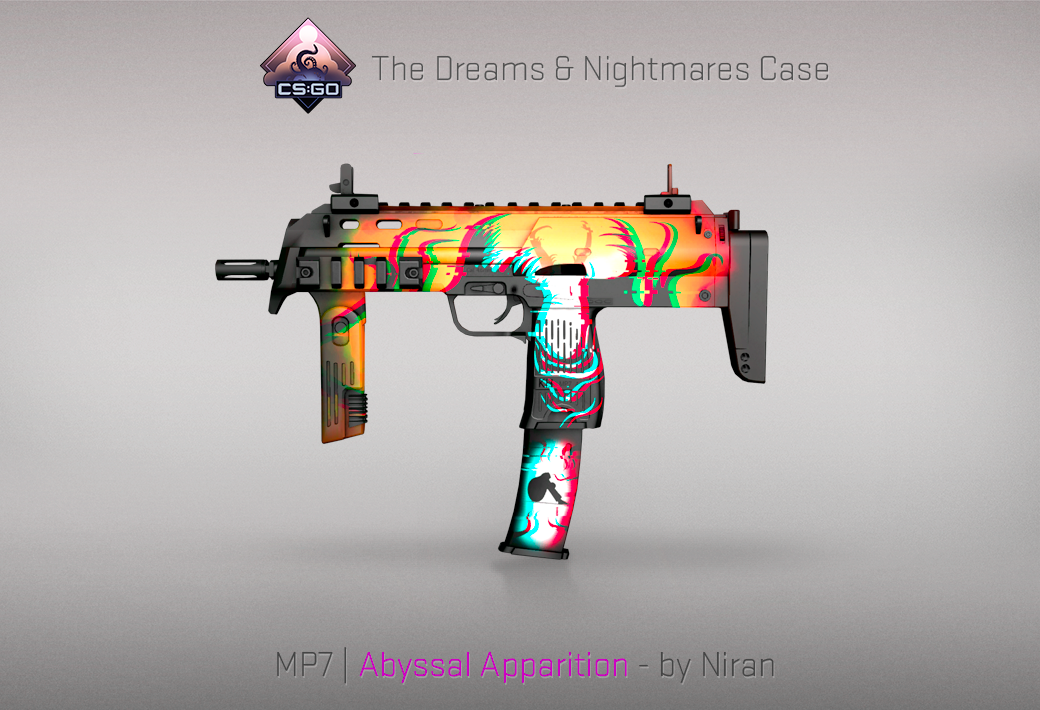 CS:GO
The Dreams & Nightmares Case
MP7 | Abyssal Apparition - by Niran